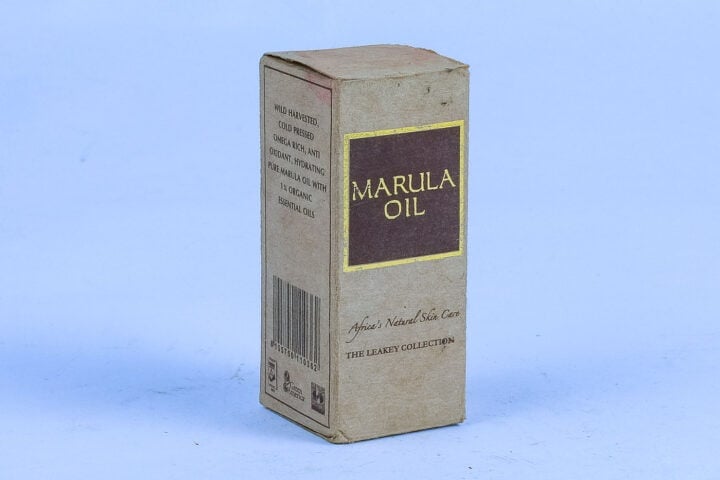 WILD HARVESTED,
COLD PRESSED
OMEGA RICH, ANTI
OXIDANT, HYDRATING
PURE MARULA OIL WITH
1% ORGANIC
ESSENTIAL OILS
MARULA
OIL
Africa's Natural Skin Care
THE LEAKEY COLLECTION